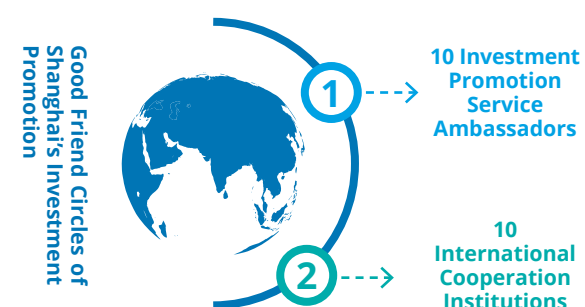 Good Friend Circles of
Shanghai's Investment
Promotion
1
10 Investment
Promotion
Service
Ambassadors
2
10
International
Cooperation
Institutions